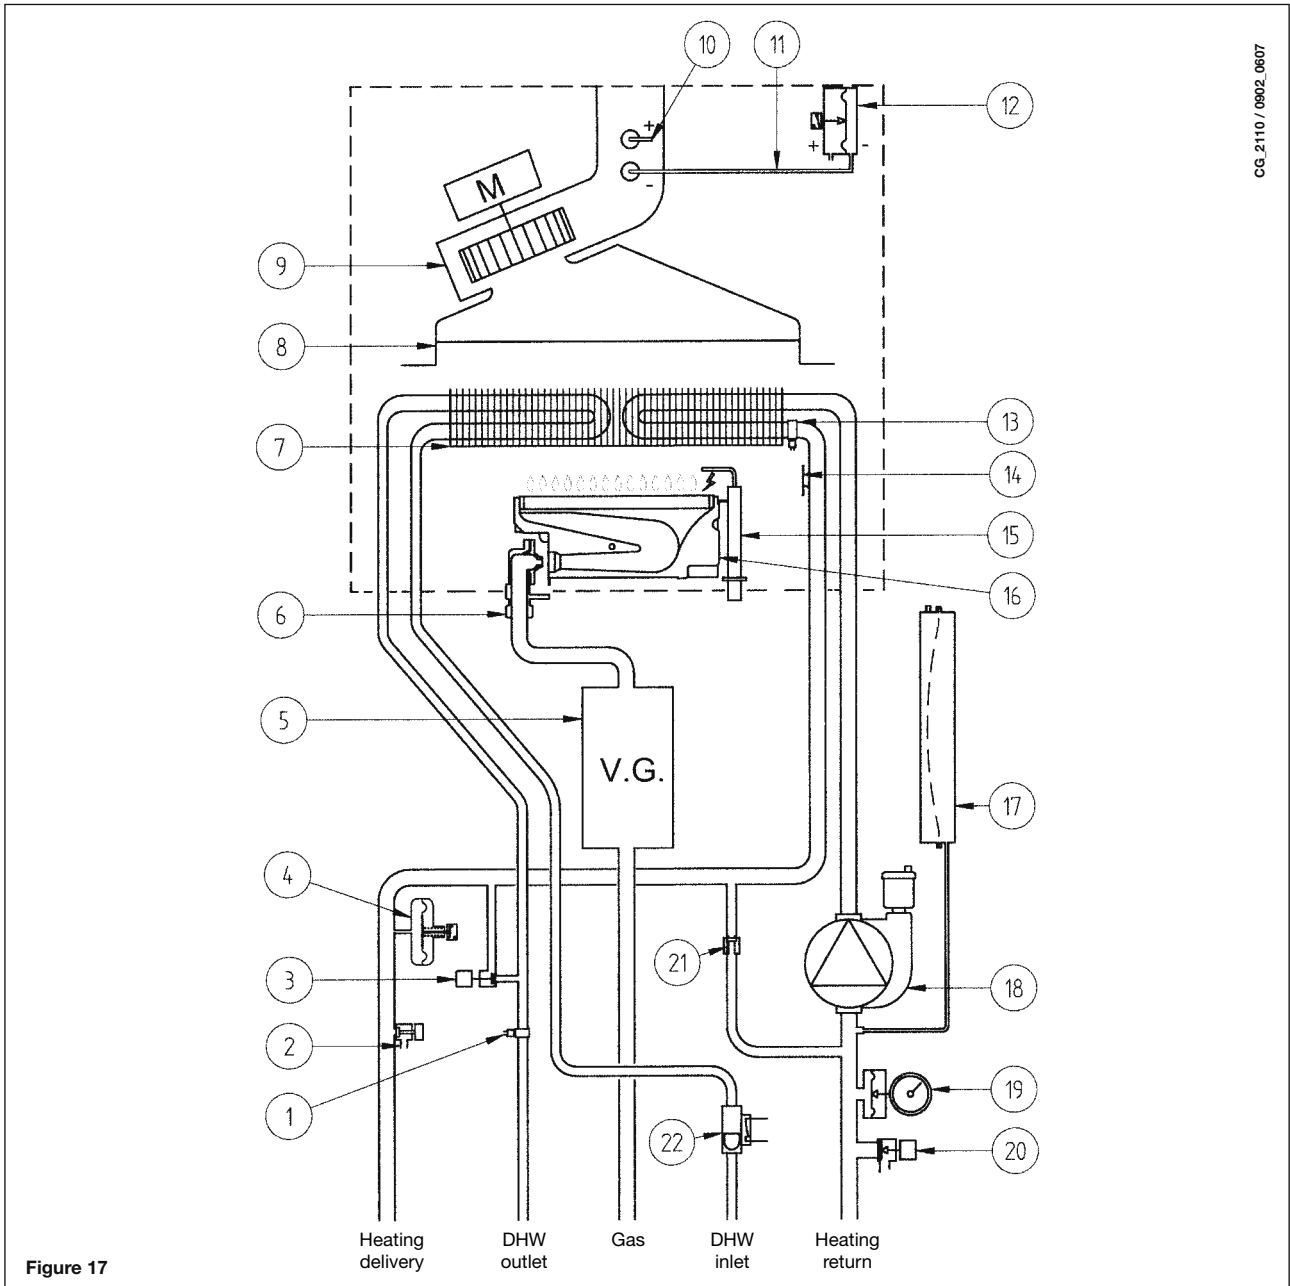 10
11
12
CG_2110 / 0902_0607
+
-
+
-
M
9
8
7
13
14
15
16
6
5
V.G.
17
4
3
21
18
2
1
19
22
20
Heating
delivery
DHW
outlet
Gas
DHW
inlet
Heating
return
Figure 17